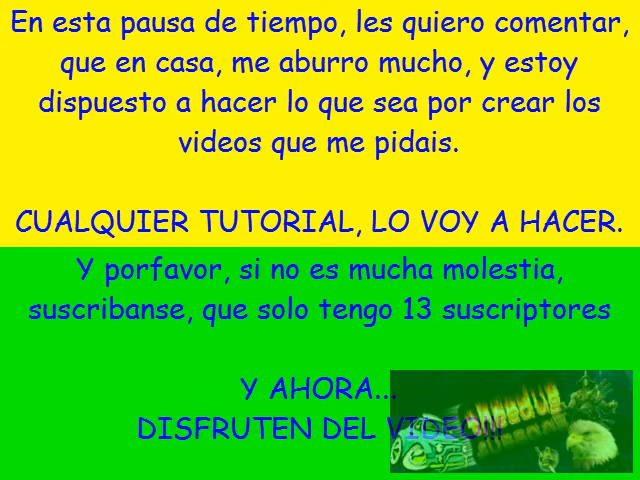 En esta pausa de tiempo, les quiero comentar,
que en casa, me aburro mucho, y estoy
dispuesto a hacer lo que sea por crear los
videos que me pidais.
CUALQUIER TUTORIAL, LO VOY A HACER.
Y porfavor, si no es mucha molestia,
suscribanse, que solo tengo 13 suscriptores
Y AHORA...
DISFRUTEN DEL VIDEO!!!